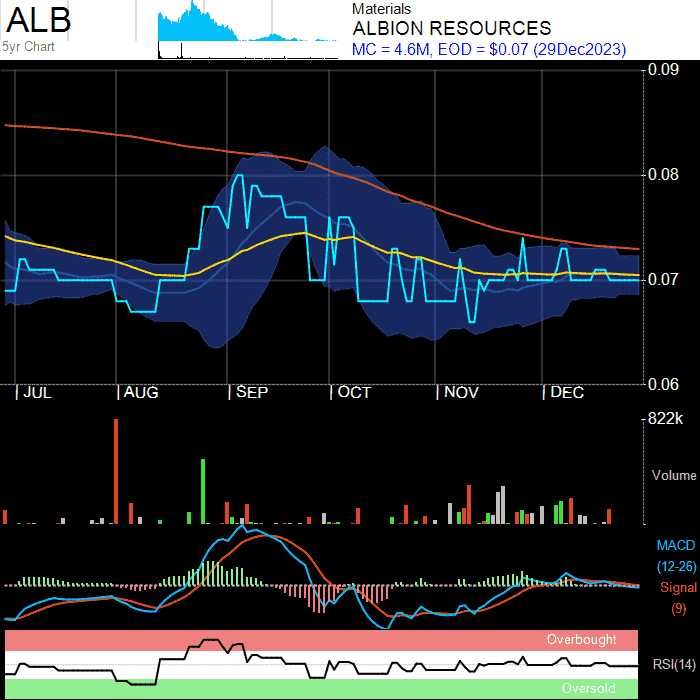 ALB
5yr Chart
Materials
ALBION RESOURCES
MC = 4.6M, EOD = $0.07 (29Dec2023)
0.09
0.08
0.07
0.06
JUL AUG SEP OCT NOV DEC
822k
Volume
MACD
(12-26)
Signal
(9)
Overbought
RSI(14)
Oversold